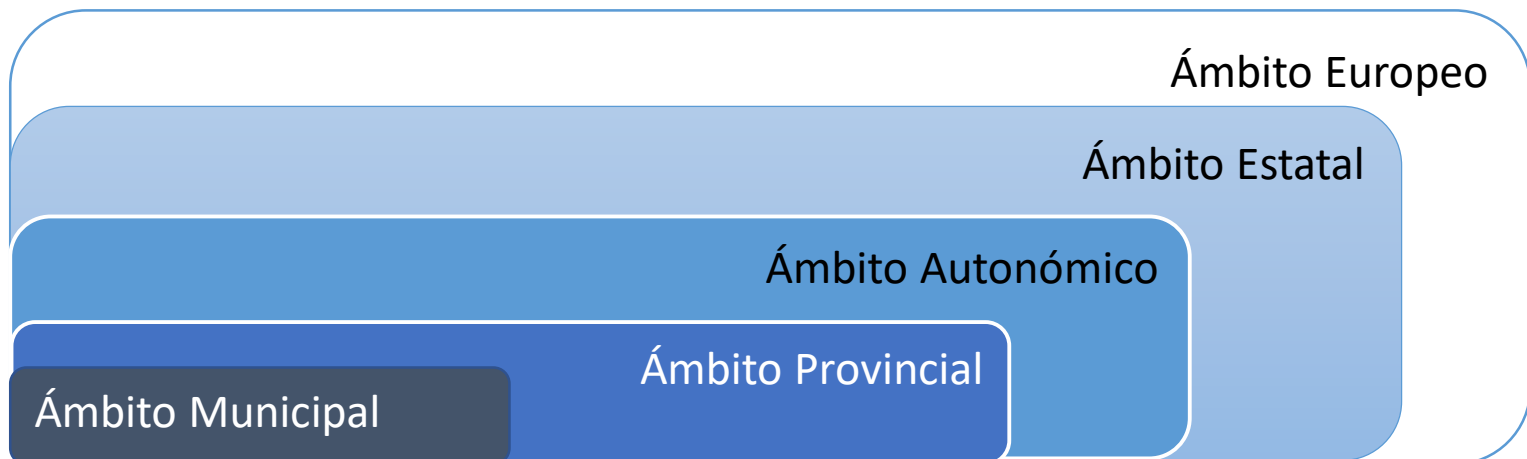 Ámbito Europeo
Ámbito Estatal
Ámbito Autonómico
Ámbito Provincial
Ámbito Municipal